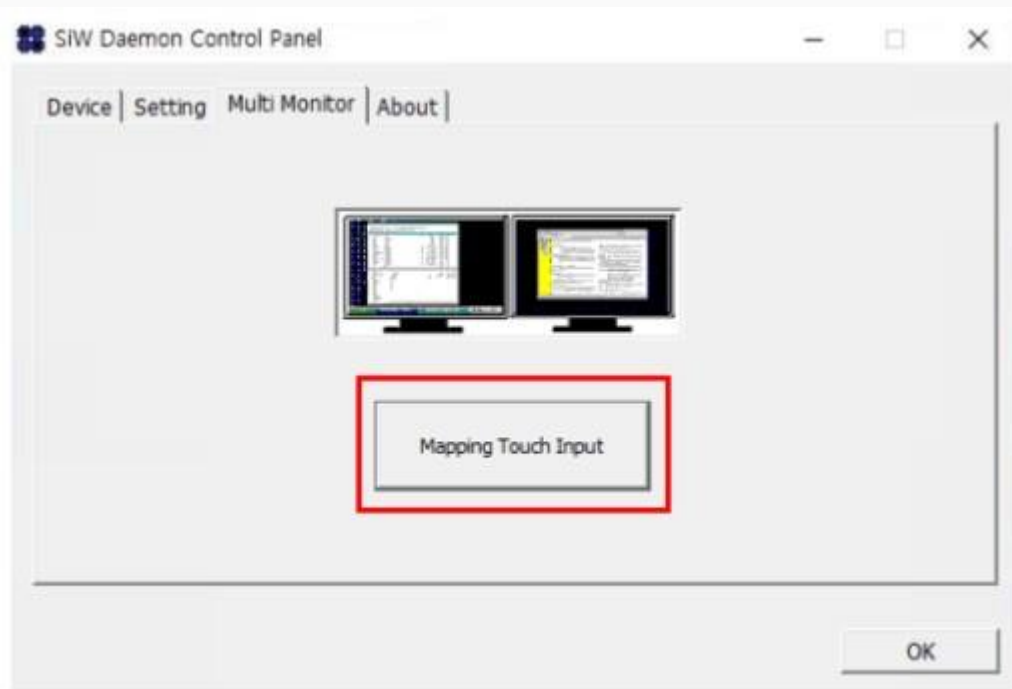 SiW Daemon Control Panel
Device Setting Multi Monitor About
Mapping Touch Input
OK